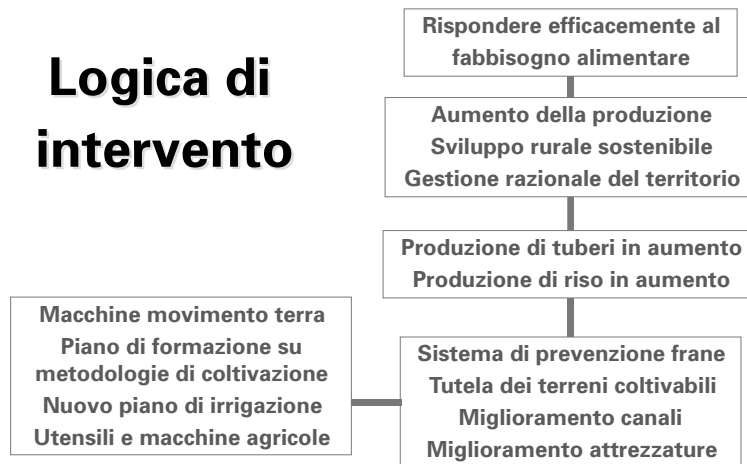 Logica di
intervento
Rispondere efficacemente al
fabbisogno alimentare
Aumento della produzione
Sviluppo rurale sostenibile
Gestione razionale del territorio
Produzione di tuberi in aumento
Produzione di riso in aumento
Macchine movimento terra
Piano di formazione su
metodologie di coltivazione
Nuovo piano di irrigazione
Utensili e macchine agricole
Sistema di prevenzione frane
Tutela dei terreni coltivabili
Miglioramento canali
Miglioramento attrezzature